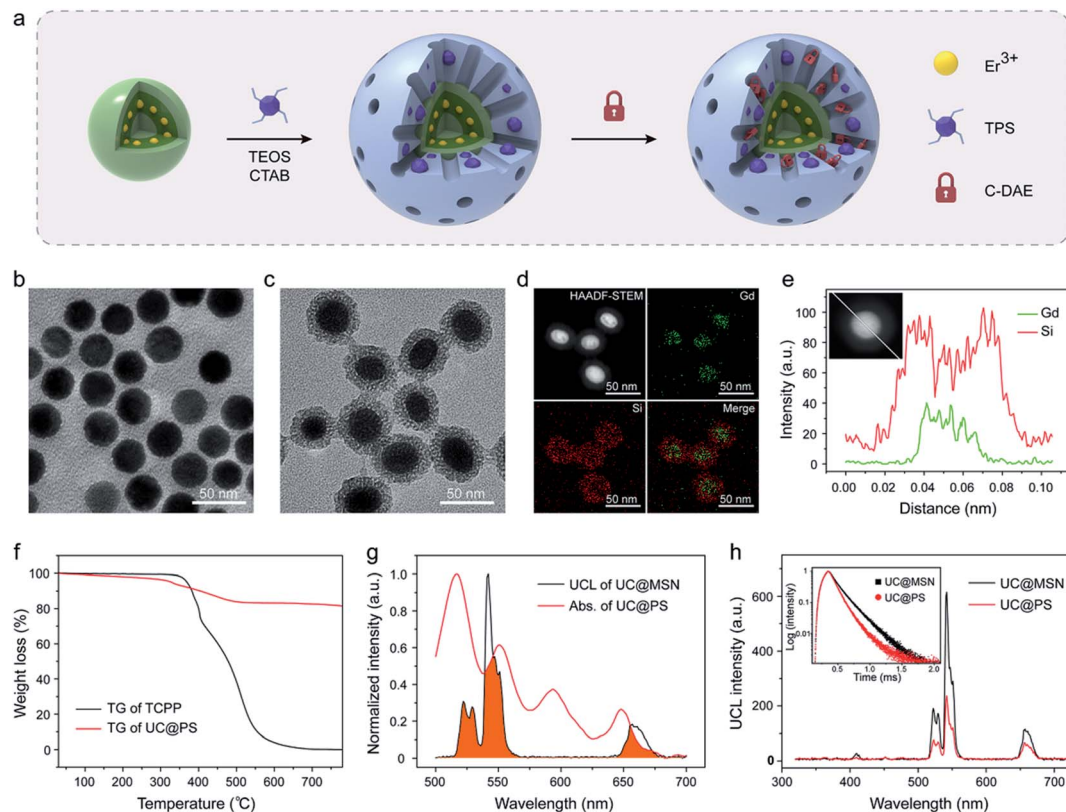 a
TEOS
CTAB
Er3+
TPS
C-DAE
b
50 nm
c
50 nm
d
HAADF-STEM
50 nm
Gd
50 nm
Si
50 nm
Merge
50 nm
e
Gd
Si
Intensity (a.u.)
100
80
60
40
20
0
0.00 0.02 0.04 0.06 0.08 0.10
Distance (nm)
f
Weight loss (%)
100
80
60
40
20
0
TG of TCPP
TG of UC@PS
100 200 300 400 500 600 700
Temperature (℃)
g
Normalized intensity (a.u.)
1.0
0.8
0.6
0.4
0.2
0
UCL of UC@MSN
Abs. of UC@PS
500 550 600 650 700
Wavelength (nm)
h
UCL intensity (a.u.)
600
400
200
0
UC@MSN
UC@PS
Log (intensity)
1
0.1
0.01
UC@MSN
UC@PS
0.5 1.0 1.5 2.0
Time (ms)
300 400 500 600 700
Wavelength (nm)